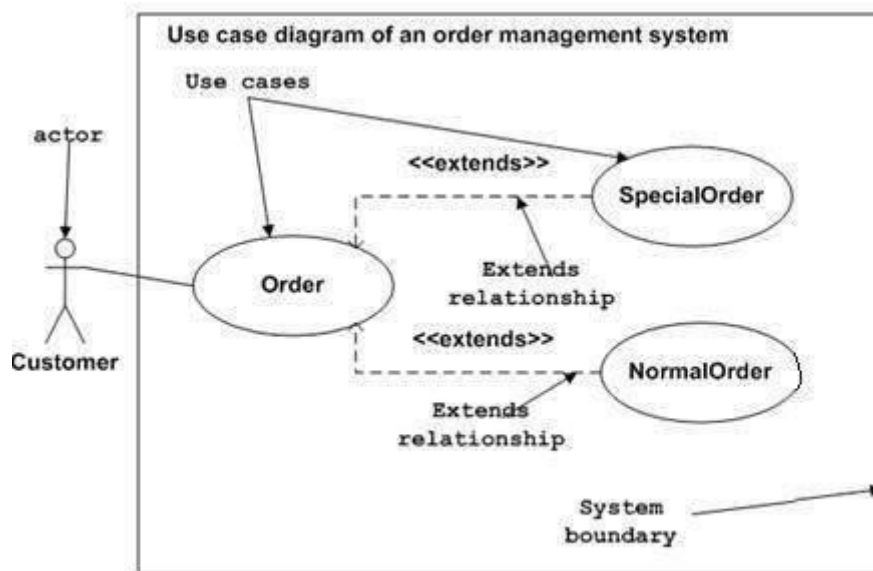 Use case diagram of an order management system
Use cases
actor
<<extends>>
SpecialOrder
Order
Extends
relationship
<<extends>>
Customer
NormalOrder
Extends
relationship
System
boundary